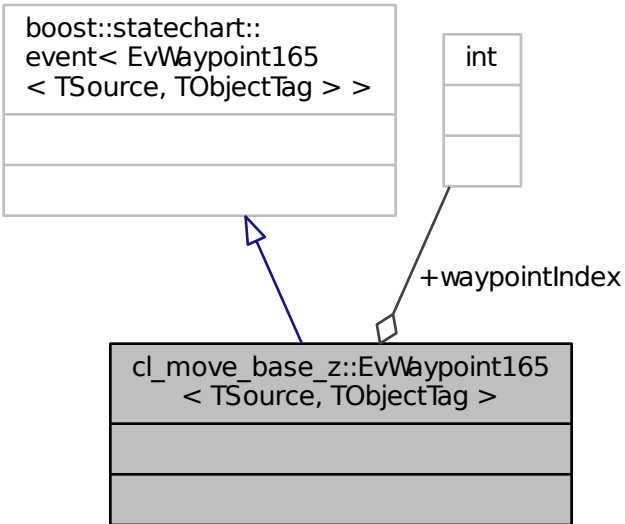 boost::statechart::
event< EvWaypoint165
< TSource, TObjectTag > >
int
+waypointIndex
cl_move_base_z::EvWaypoint165
< TSource, TObjectTag >